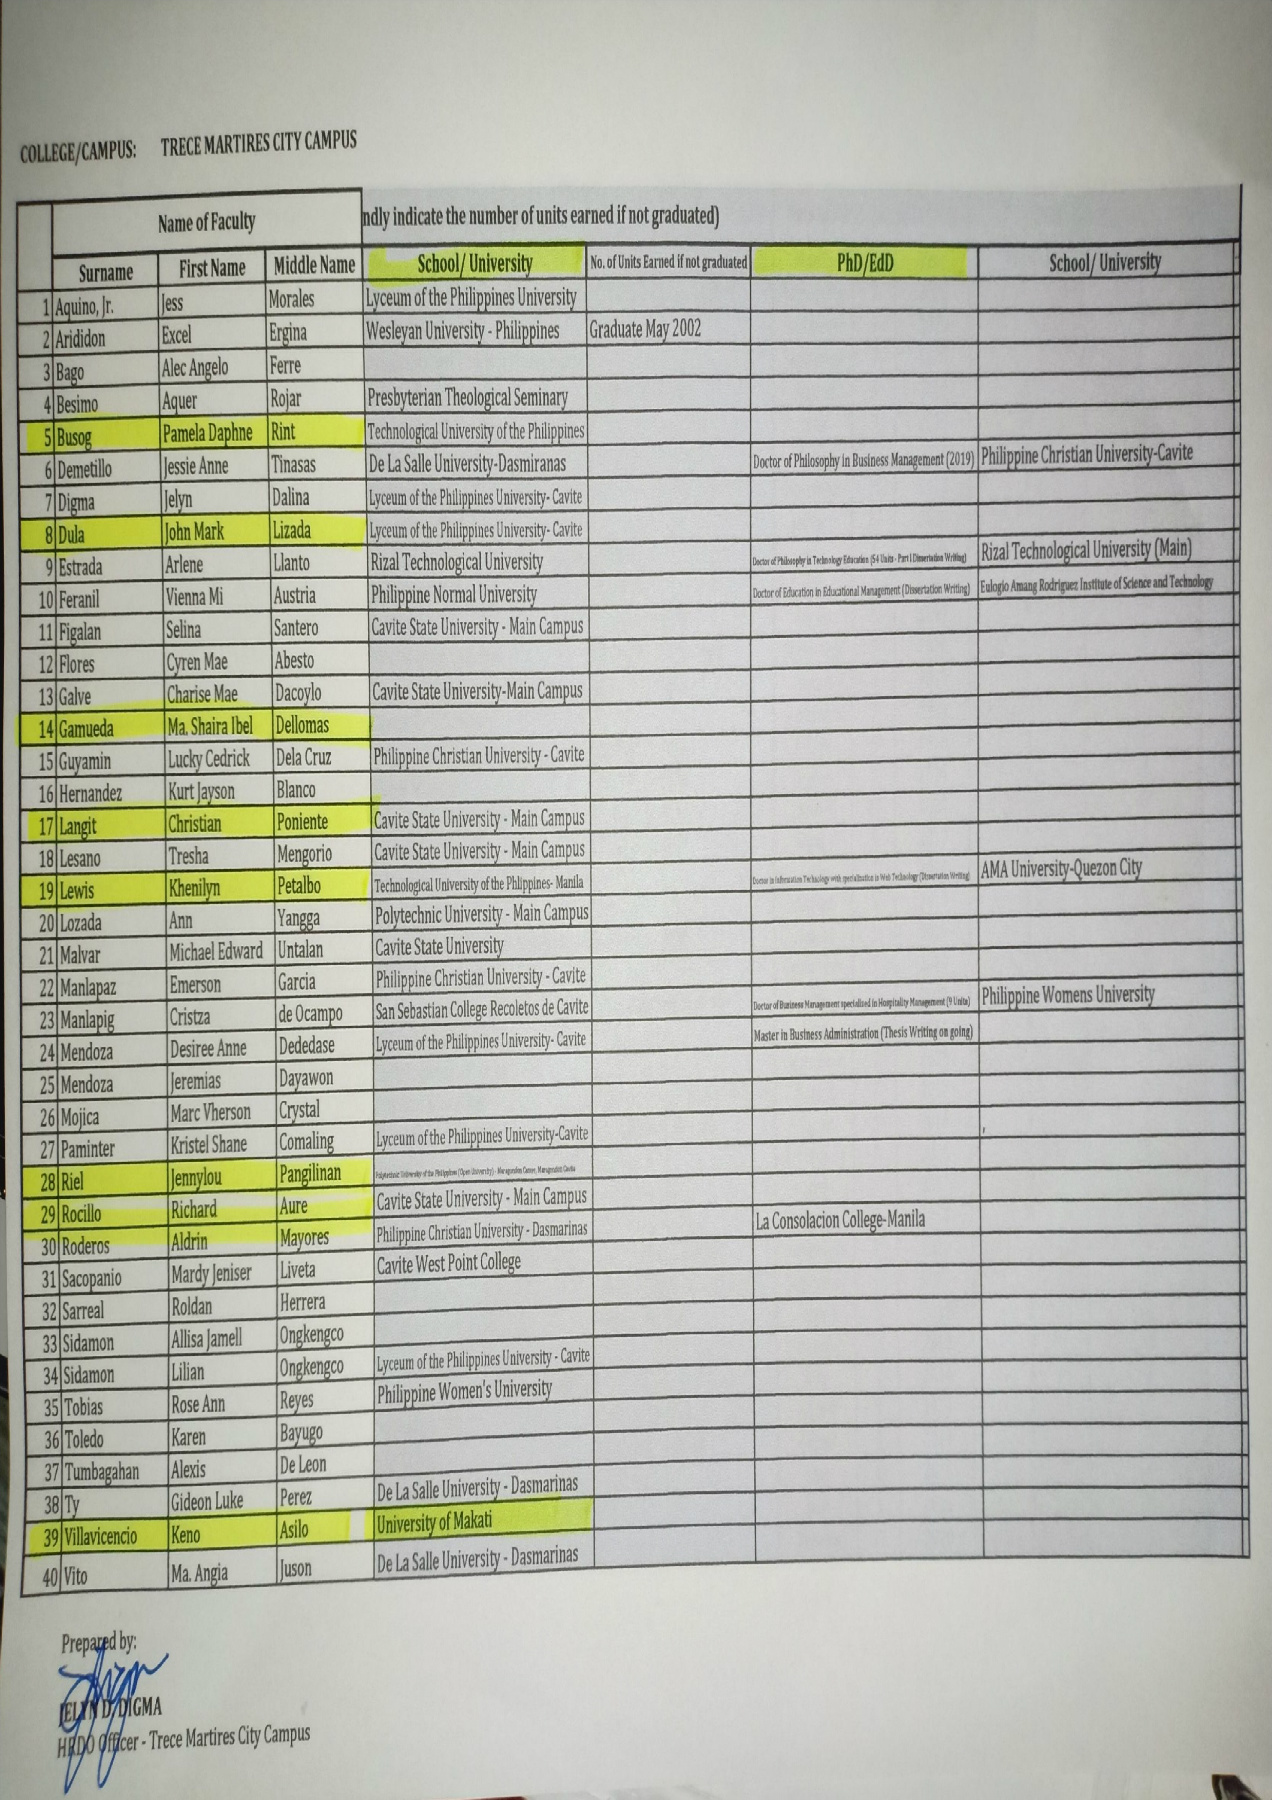 COLLEGE/CAMPUS: TRECE MARTIRES CITY CAMPUS
Name of Faculty ndly indicate the number of units earned if not graduated)
Surname First Name Middle Name School/ University No. of Units Earned if not graduated PhD/EdD School/ University
1 Aquino, Jr. Jess Morales Lyceum of the Philippines University
2 Arididon Excel Ergina Wesleyan University - Philippines Graduate May 2002
3 Bago Alec Angelo Ferre
4 Besimo Aquer Rojar Presbyterian Theological Seminary
5 Busog Pamela Daphne Rint Technological University of the Philippines
6 Demetillo Jessie Anne Tinasas De La Salle University-Dasmiranas Doctor of Philosophy in Business Management (2019) Philippine Christian University-Cavite
7 Digma Jelyn Dalina Lyceum of the Philippines University- Cavite
8 Dula John Mark Lizada Lyceum of the Philippines University- Cavite
9 Estrada Arlene Llanto Rizal Technological University Doctor of Philosophy in Technology Education (54 Units - Part I Dissertation Writing) Rizal Technological University (Main)
10 Feranil Vienna Mi Austria Philippine Normal University Doctor of Education in Educational Management (Dissertation Writing) Eulogio Amang Rodriguez Institute of Science and Technology
11 Figalan Selina Santero Cavite State University - Main Campus
12 Flores Cyren Mae Abesto
13 Galve Charise Mae Dacoylo Cavite State University-Main Campus
14 Gamueda Ma. Shaira Ibel Dellomas
15 Guyamin Lucky Cedrick Dela Cruz Philippine Christian University - Cavite
16 Hernandez Kurt Jayson Blanco
17 Langit Christian Poniente Cavite State University - Main Campus
18 Lesano Tresha Mengorio Cavite State University - Main Campus
19 Lewis Khenilyn Petalbo Technological University of the Phlippines- Manila Doctor in Information Technology with specialization in Web Technology (Dissertation Writing) AMA University-Quezon City
20 Lozada Ann Yangga Polytechnic University - Main Campus
21 Malvar Michael Edward Untalan Cavite State University
22 Manlapaz Emerson Garcia Philippine Christian University - Cavite
23 Manlapig Cristza de Ocampo San Sebastian College Recoletos de Cavite Doctor of Business Management specialized in Hospitality Management (9 Units) Philippine Womens University
24 Mendoza Desiree Anne Dededase Lyceum of the Philippines University- Cavite Master in Business Administration (Thesis Writing on going)
25 Mendoza Jeremias Dayawon
26 Mojica Marc Vherson Crystal
27 Paminter Kristel Shane Comaling Lyceum of the Philippines University-Cavite
28 Riel Jennylou Pangilinan Polytechnic University of the Philippines (Open University) -
29 Rocillo Richard Aure Cavite State University - Main Campus
30 Roderos Aldrin Mayores Philippine Christian University - Dasmarinas La Consolacion College-Manila
31 Sacopanio Mardy Jeniser Liveta Cavite West Point College
32 Sarreal Roldan Herrera
33 Sidamon Allisa Jamell Ongkengco
34 Sidamon Lilian Ongkengco Lyceum of the Philippines University - Cavite
35 Tobias Rose Ann Reyes Philippine Women's University
36 Toledo Karen Bayugo
37 Tumbagahan Alexis De Leon
38 Ty Gideon Luke Perez De La Salle University - Dasmarinas
39 Villavicencio Keno Asilo University of Makati
40 Vito Ma. Angia Juson De La Salle University - Dasmarinas
Prepared by:
JELYN D. DIGMA
HRDO Officer - Trece Martires City Campus